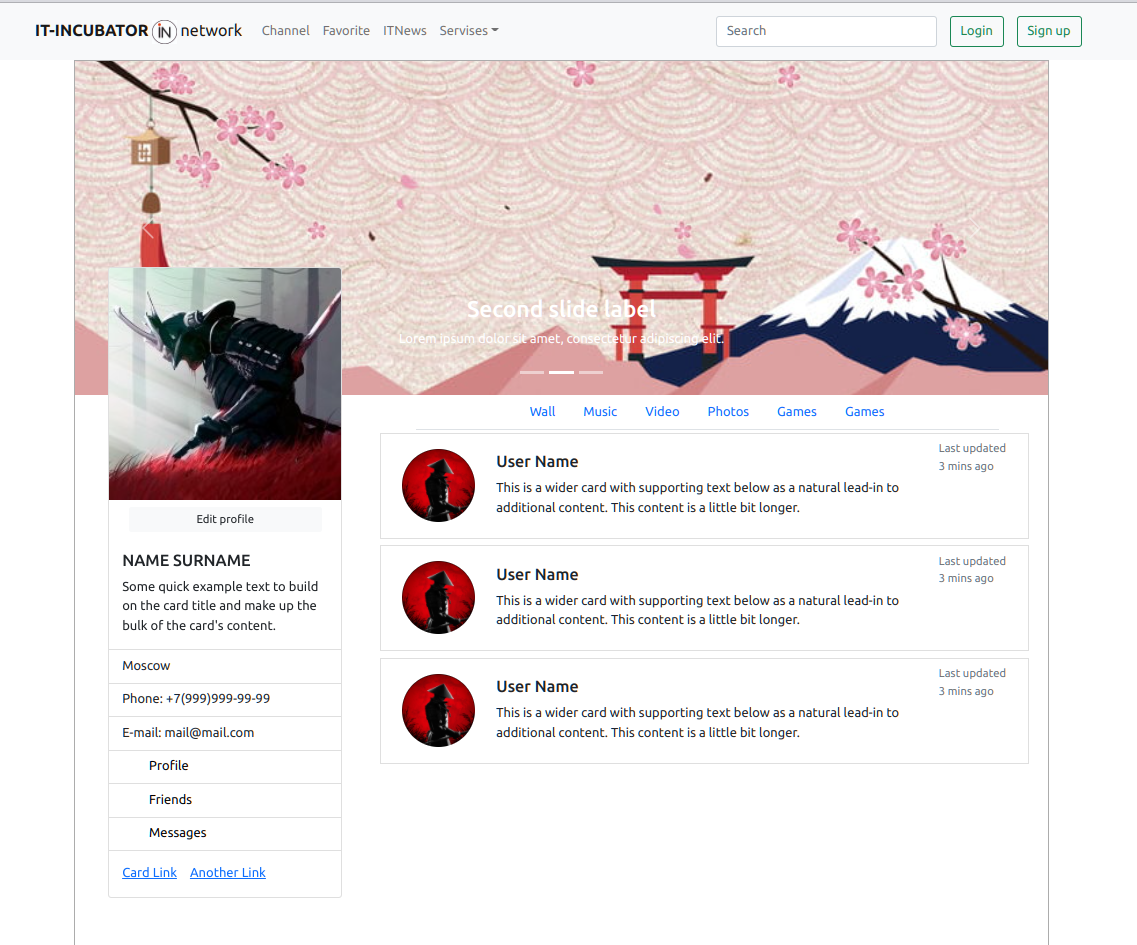 IT-INCUBATOR IN network Channel Favorite ITNews Servises Search Login Sign up
Second slide label
Lorem ipsum dolor sit amet, consectetur adipiscing elit.
Wall Music Video Photos Games Games
Edit profile
NAME SURNAME
Some quick example text to build
on the card title and make up the
bulk of the card's content.
Moscow
Phone: +7(999)999-99-99
E-mail: mail@mail.com
Profile
Friends
Messages
Card Link Another Link
User Name
This is a wider card with supporting text below as a natural lead-in to
additional content. This content is a little bit longer.
Last updated
3 mins ago
User Name
This is a wider card with supporting text below as a natural lead-in to
additional content. This content is a little bit longer.
Last updated
3 mins ago
User Name
This is a wider card with supporting text below as a natural lead-in to
additional content. This content is a little bit longer.
Last updated
3 mins ago